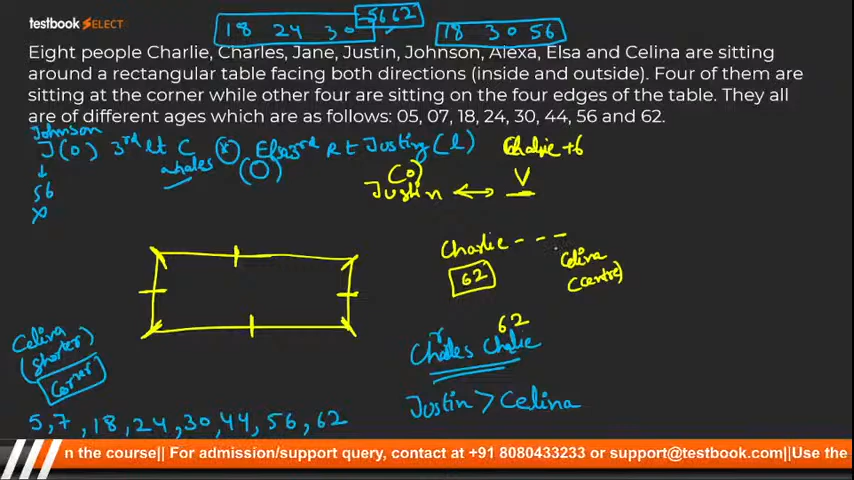 testbook SELECT
18 24 30 56 62
18 30 56
Eight people Charlie, Charles, Jane, Justin, Johnson, Alexa, Elsa and Celina are sitting
around a rectangular table facing both directions (inside and outside). Four of them are
sitting at the corner while other four are sitting on the four edges of the table. They all
are of different ages which are as follows: 05, 07, 18, 24, 30, 44, 56 and 62.
Johnson
J(0) 3rd lt C
56
(0)
3rd Rt Justin
Charlie +6
(0)
Justin
V
Charlie - - -
62
Celina
(centre)
Celina
(shorter)
Corner
62
Charles Charlie
Justin > Celina
5, 7, 18, 24, 30, 44, 56, 62
n the course|| For admission/support query, contact at +91 8080433233 or support@testbook.com||Use the